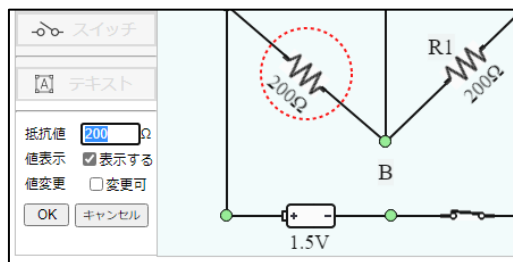 スイッチ
A テキスト
抵抗値 200 Ω
値表示 表示する
値変更 変更可
OK キャンセル
200Ω
R1
200Ω
B
+ -
1.5V